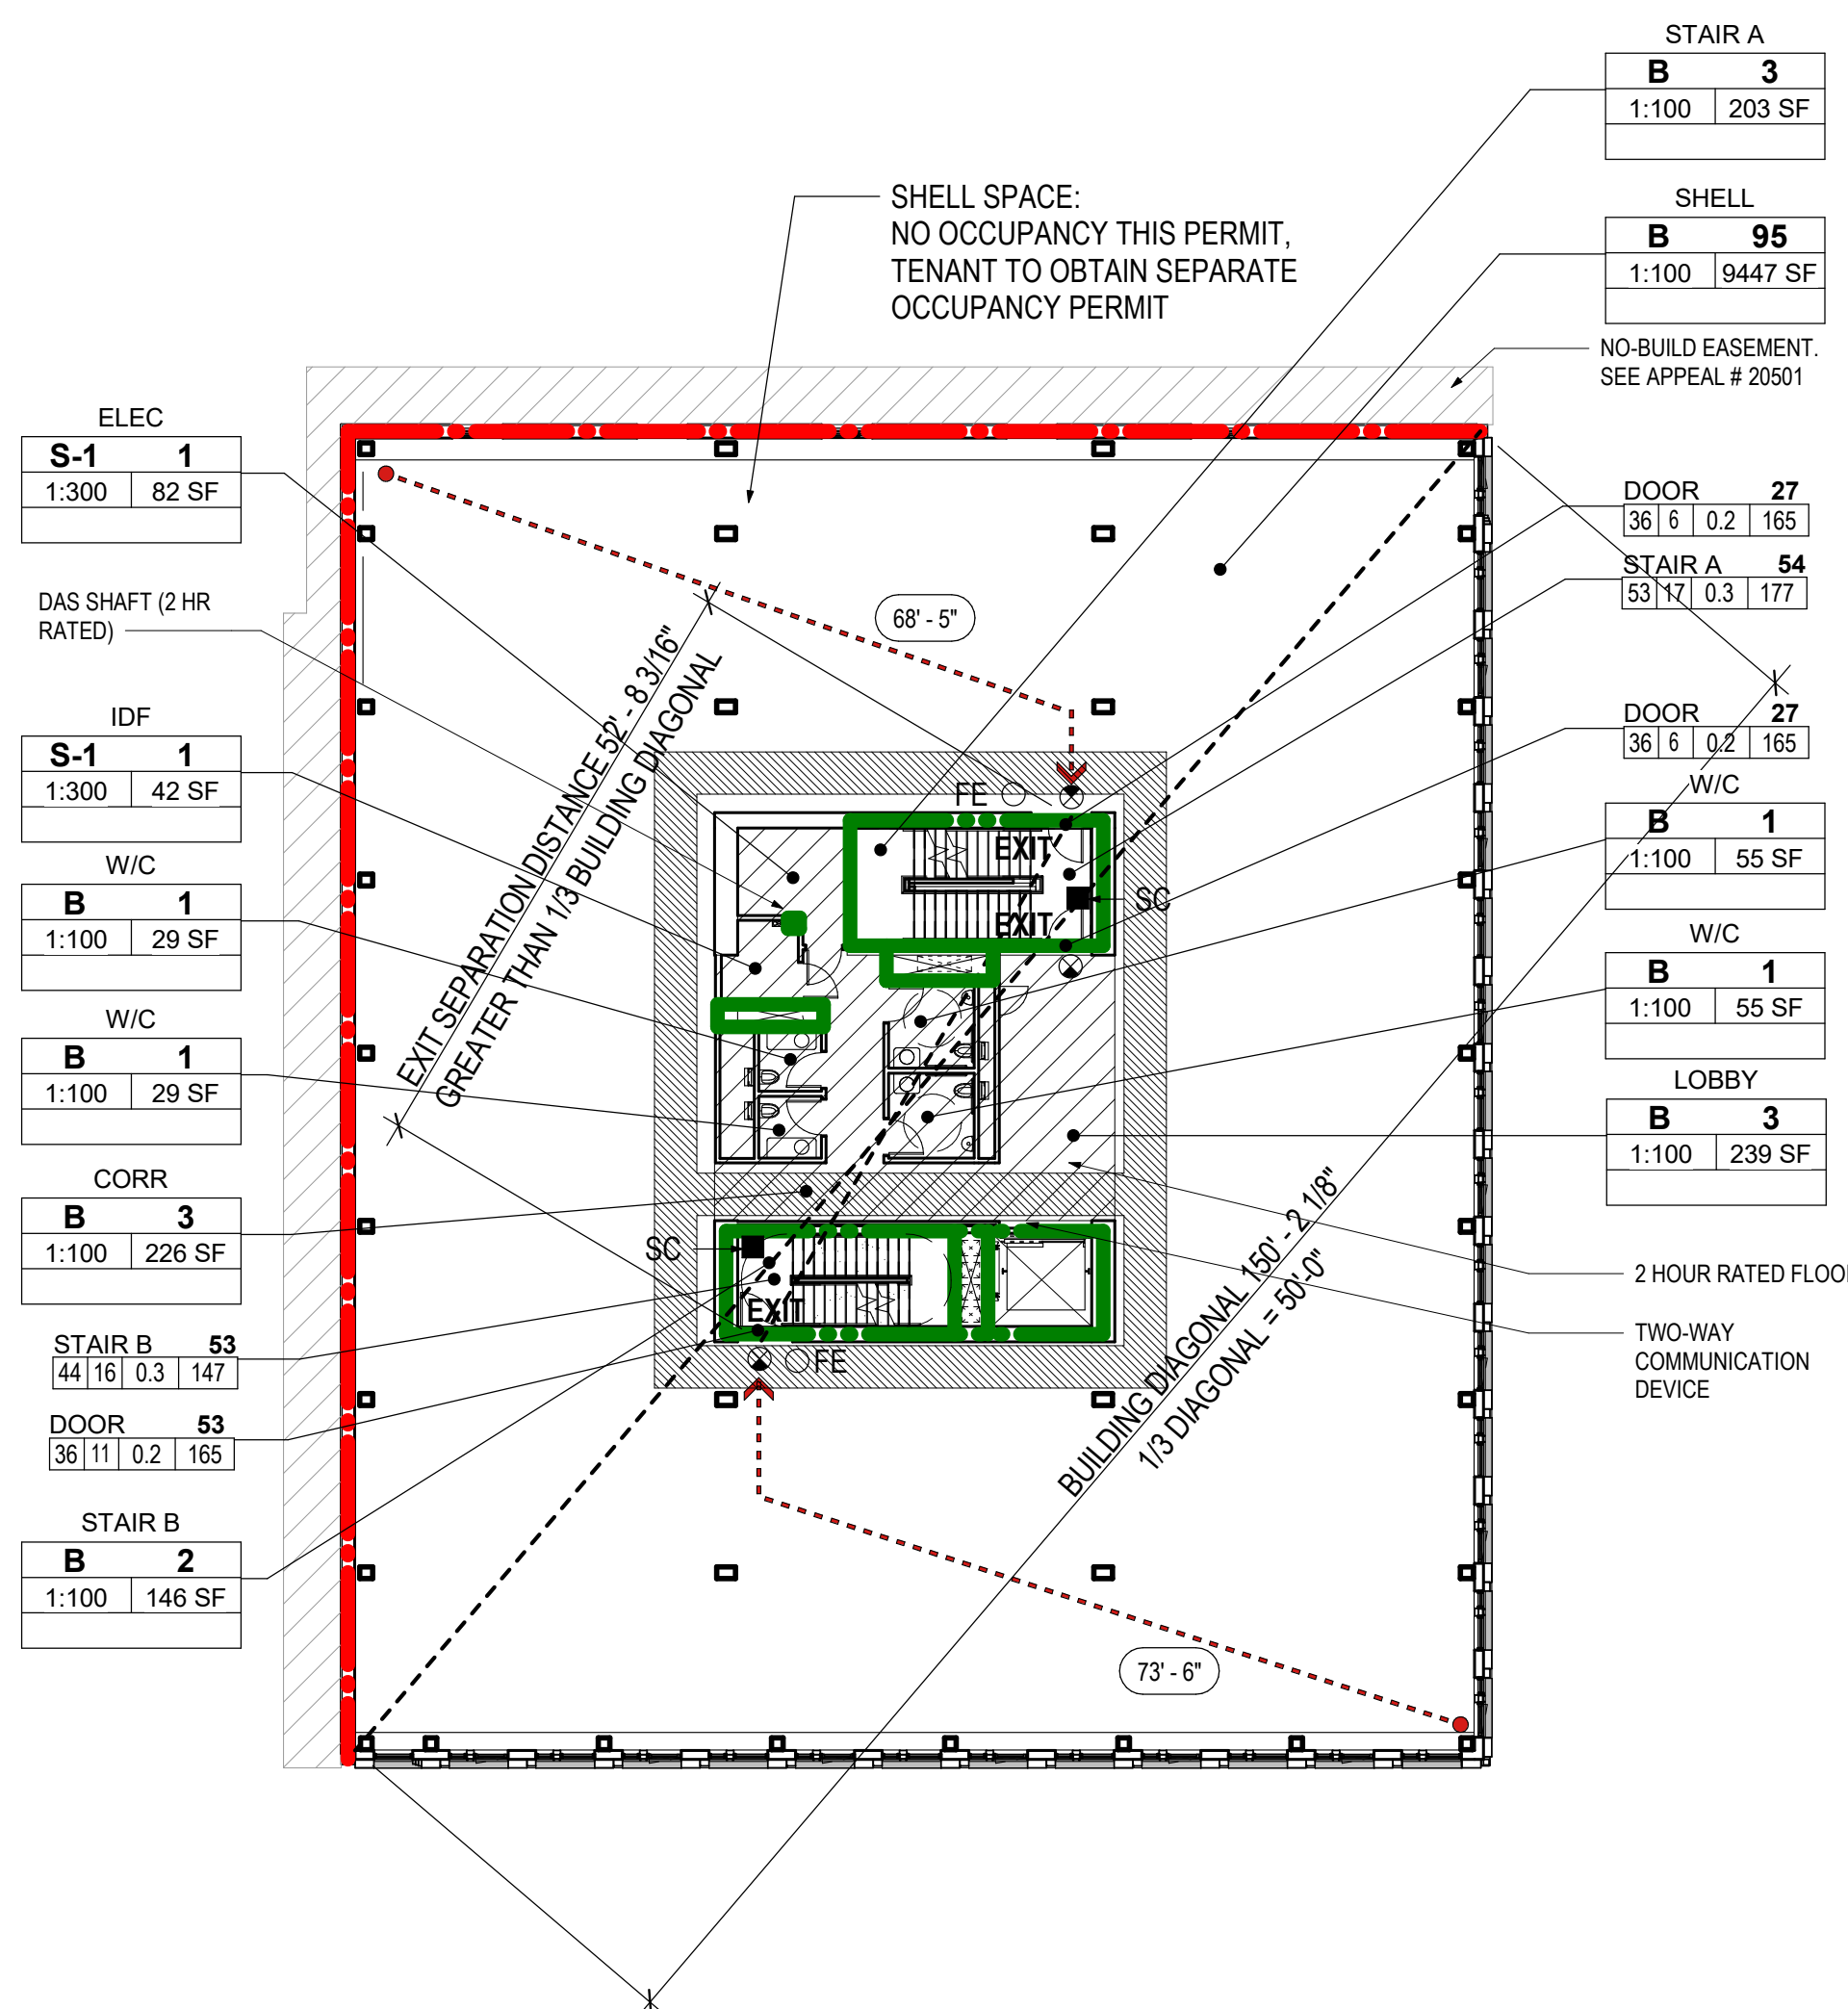 STAIR A
B 3
1:100 203 SF
SHELL SPACE:
NO OCCUPANCY THIS PERMIT,
TENANT TO OBTAIN SEPARATE
OCCUPANCY PERMIT
SHELL
B 95
1:100 9447 SF
NO-BUILD EASEMENT.
SEE APPEAL # 20501
ELEC
S-1 1
1:300 82 SF
DOOR 27
36 6 0.2 165
STAIR A 54
53 17 0.3 177
DAS SHAFT (2 HR
RATED)
68' - 5"
EXIT SEPARATION DISTANCE 52' - 8 3/16"
GREATER THAN 1/3 BUILDING DIAGONAL
IDF
S-1 1
1:300 42 SF
DOOR 27
36 6 0.2 165
FE
EXIT
SC
EXIT
W/C
B 1
1:100 55 SF
W/C
B 1
1:100 29 SF
W/C
B 1
1:100 55 SF
W/C
B 1
1:100 29 SF
LOBBY
B 3
1:100 239 SF
CORR
B 3
1:100 226 SF
SC
EXIT
FE
BUILDING DIAGONAL 150' - 2 1/8"
1/3 DIAGONAL = 50'-0"
2 HOUR RATED FLOO
TWO-WAY
COMMUNICATION
DEVICE
STAIR B 53
44 16 0.3 147
DOOR 53
36 11 0.2 165
STAIR B
B 2
1:100 146 SF
73' - 6"